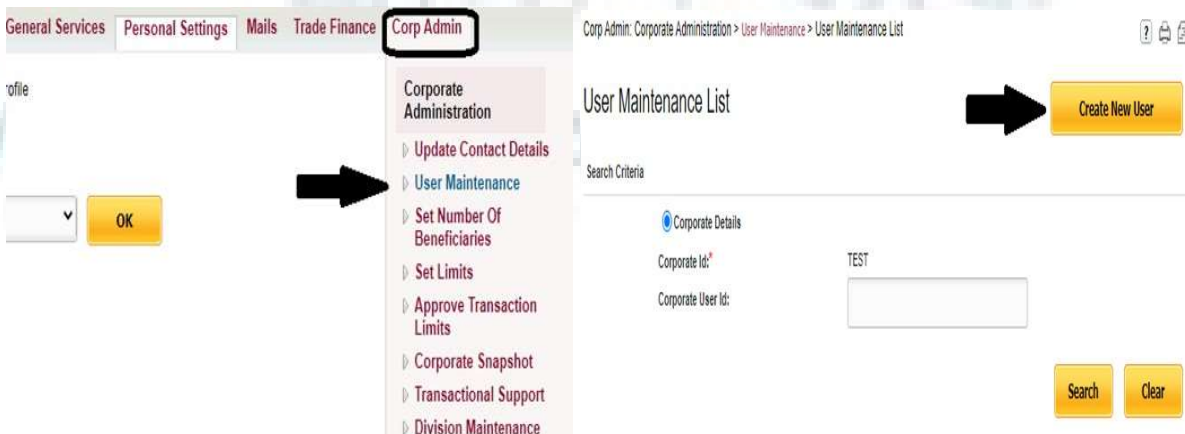 General Services Personal Settings Mails Trade Finance Corp Admin
ofile
OK
Corporate
Administration
Update Contact Details
User Maintenance
Set Number Of
Beneficiaries
Set Limits
Approve Transaction
Limits
Corporate Snapshot
Transactional Support
Division Maintenance
Corp Admin: Corporate Administration > User Maintenance > User Maintenance List
?
User Maintenance List
Create New User
Search Criteria
Corporate Details
Corporate Id:* TEST
Corporate User Id:
Search Clear